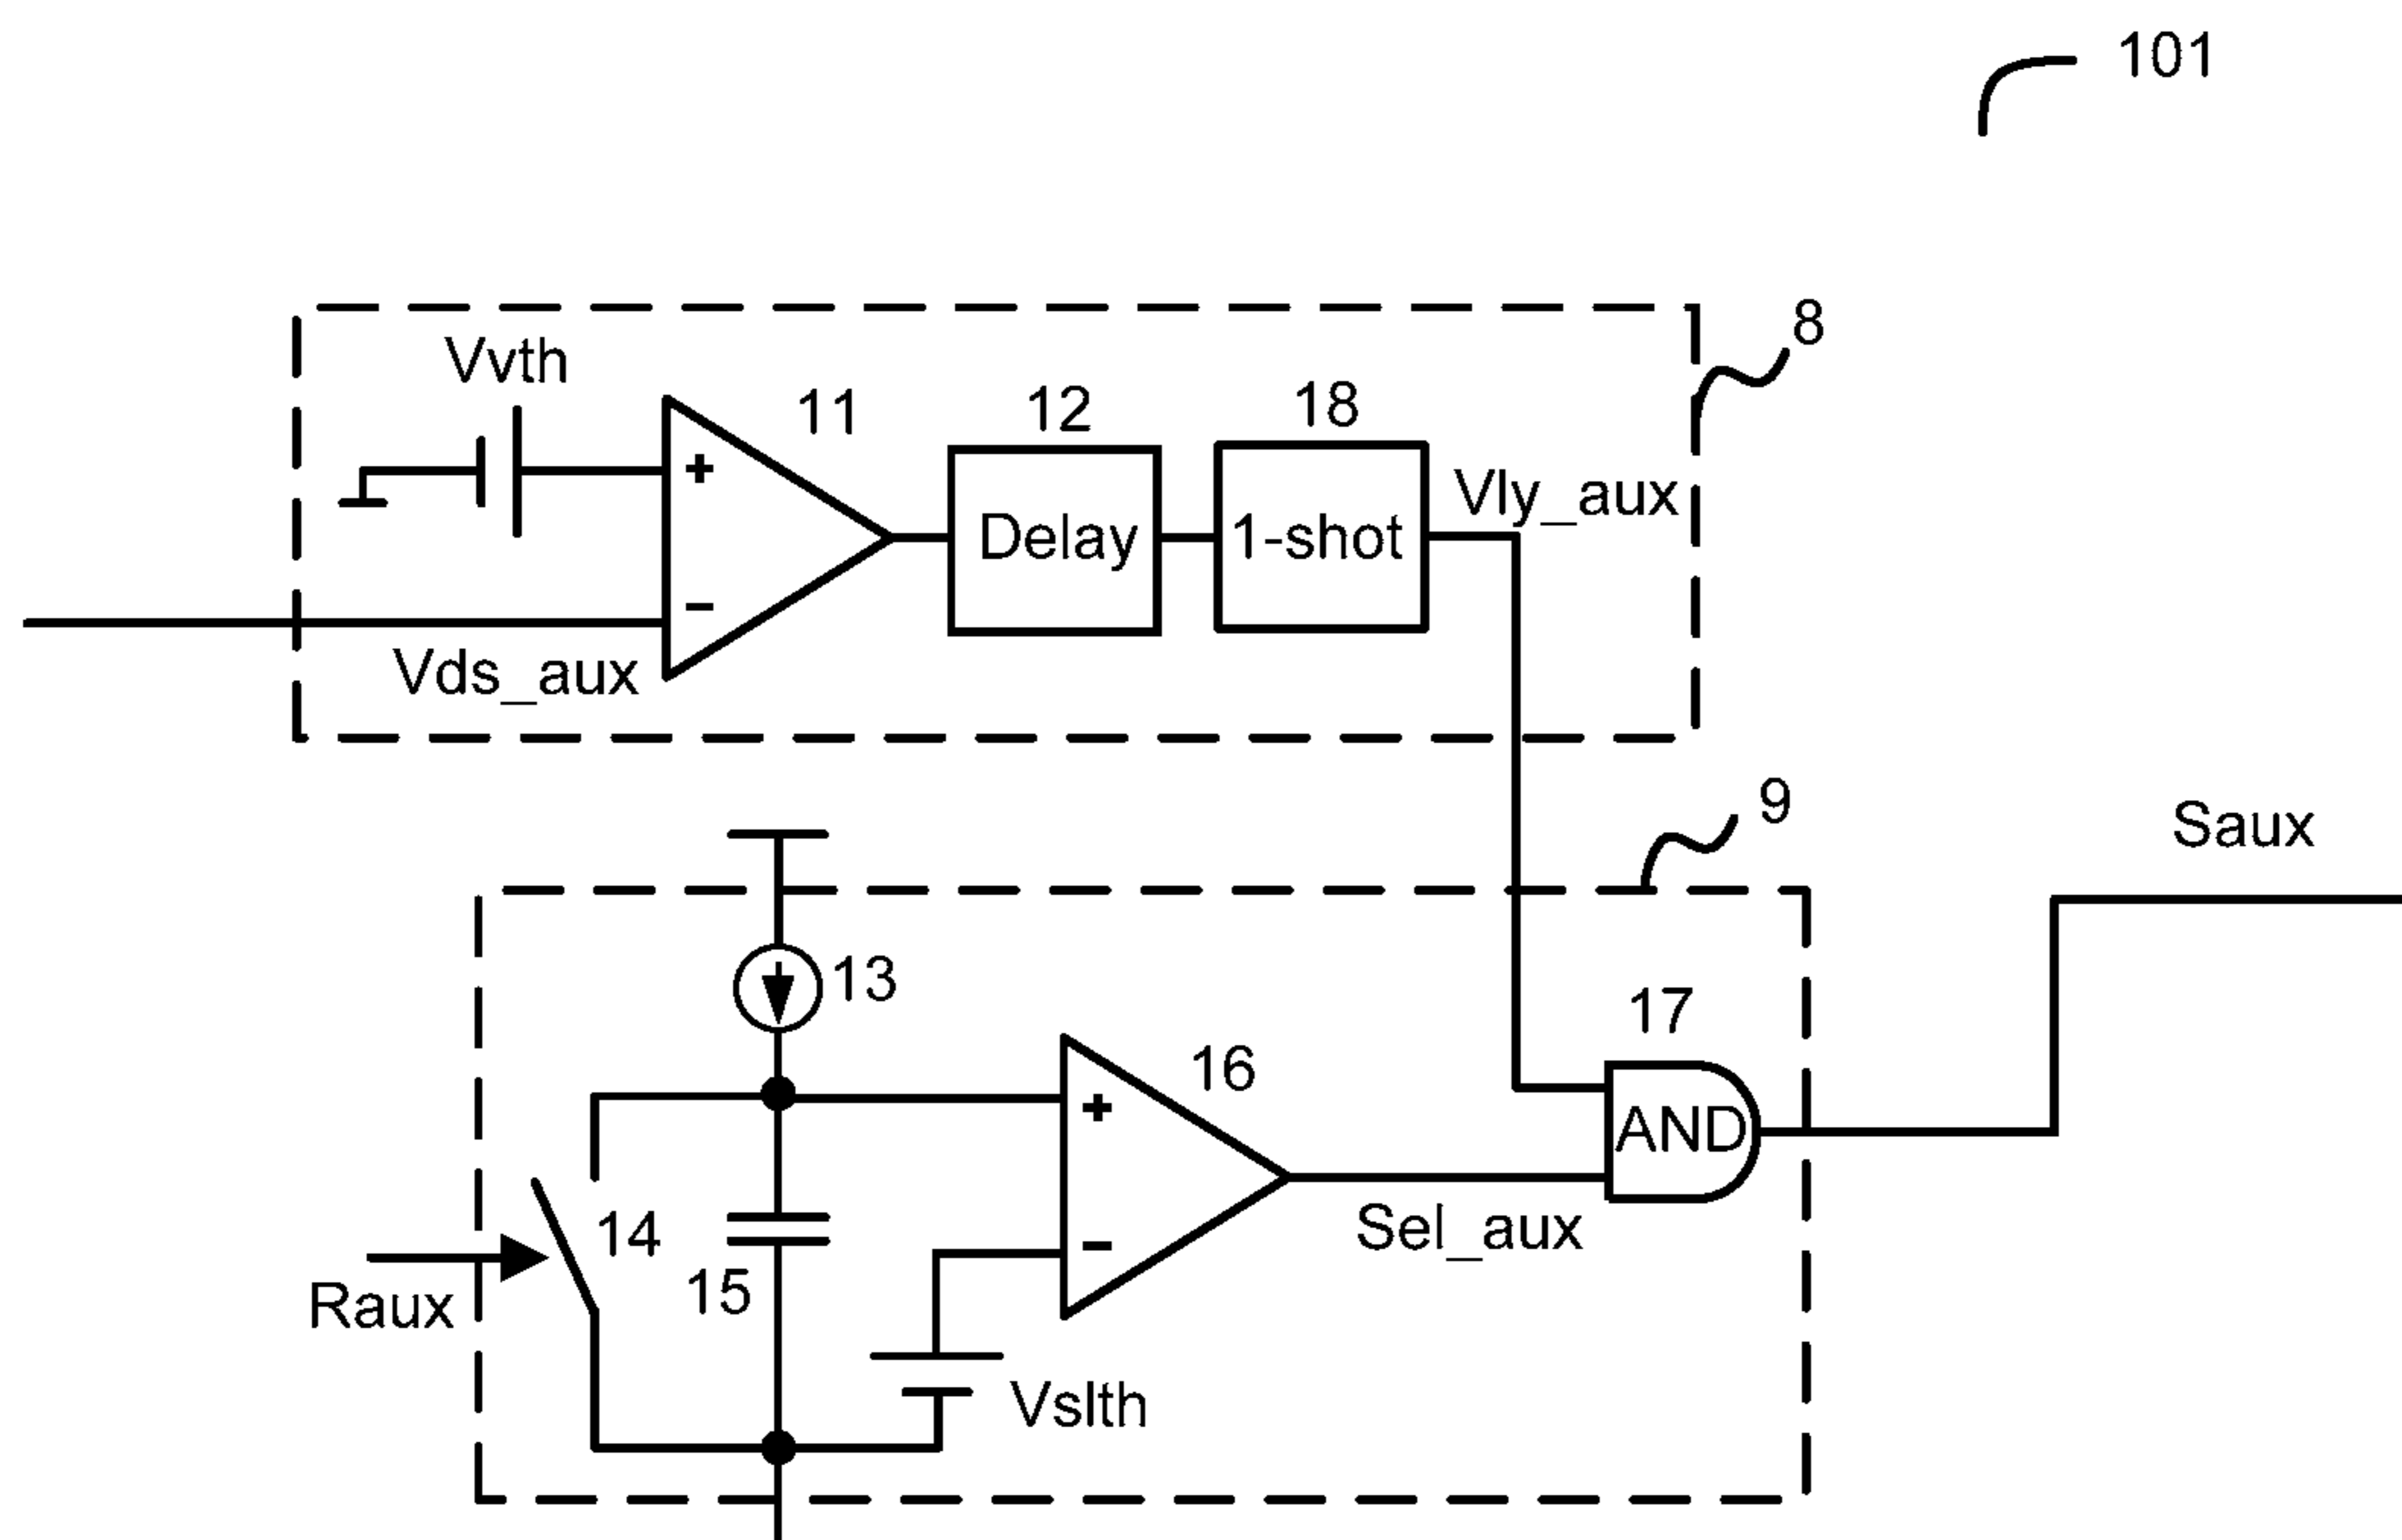 101
8
Vvth
11
12
18
+
Delay
1-shot
Vly_aux
-
Vds_aux
9
Saux
13
17
16
+
AND
14
Sel_aux
-
15
Raux
Vslth